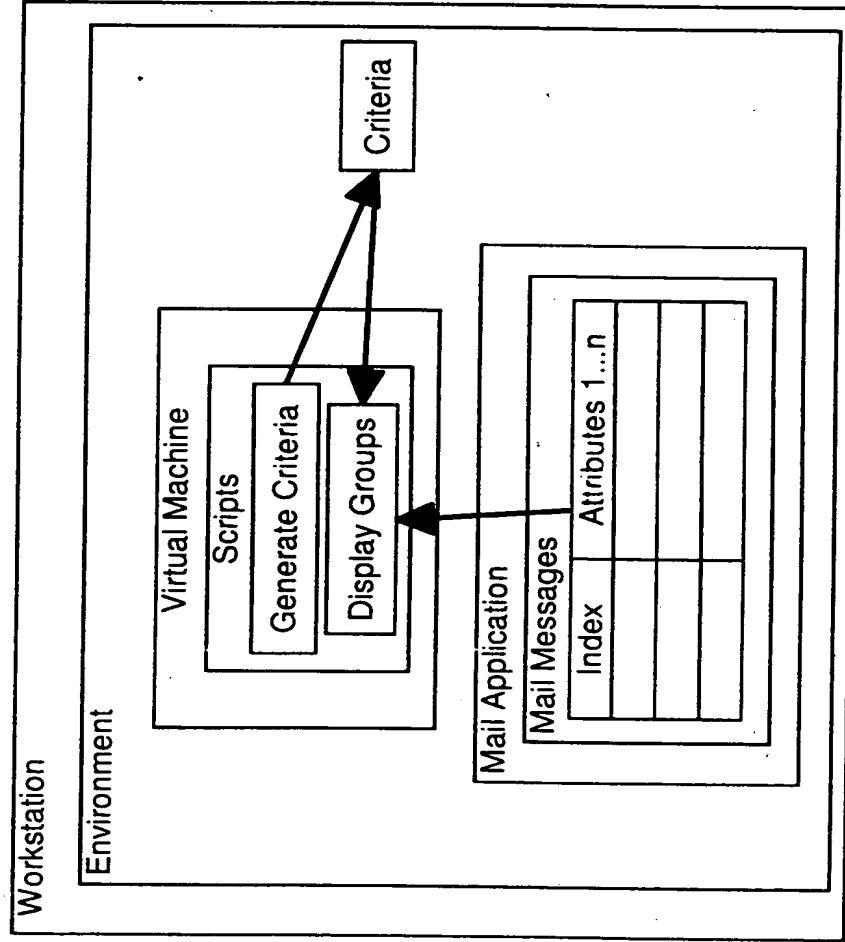 Workstation
Environment
Virtual Machine
Scripts
Generate Criteria
Display Groups
Criteria
Mail Application
Mail Messages
Index
Attributes 1...n